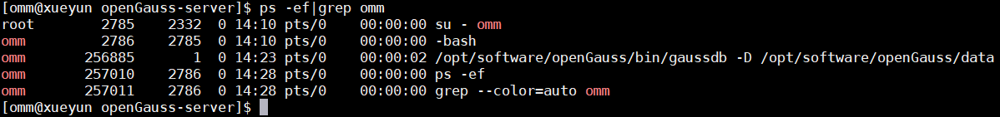 [omm@xueyun openGauss-server]$ ps -ef|grep omm
root        2785    2332  0 14:10 pts/0    00:00:00 su - omm
omm         2786    2785  0 14:10 pts/0    00:00:00 -bash
omm       256885       1  0 14:23 pts/0    00:00:02 /opt/software/openGauss/bin/gaussdb -D /opt/software/openGauss/data
omm       257010    2786  0 14:28 pts/0    00:00:00 ps -ef
omm       257011    2786  0 14:28 pts/0    00:00:00 grep --color=auto omm
[omm@xueyun openGauss-server]$